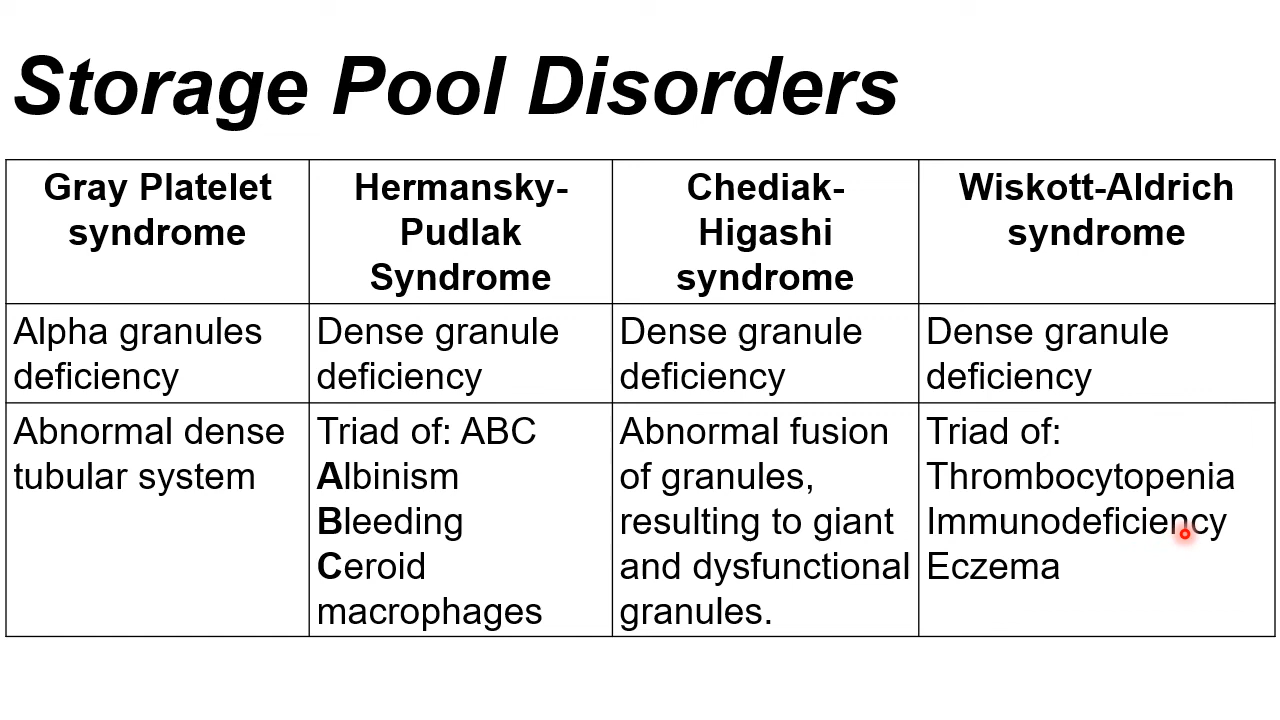 Storage Pool Disorders
Gray Platelet
syndrome
Hermansky-
Pudlak
Syndrome
Chediak-
Higashi
syndrome
Wiskott-Aldrich
syndrome
Alpha granules
deficiency
Dense granule
deficiency
Dense granule
deficiency
Dense granule
deficiency
Abnormal dense
tubular system
Triad of: ABC
Albinism
Bleeding
Ceroid
macrophages
Abnormal fusion
of granules,
resulting to giant
and dysfunctional
granules.
Triad of:
Thrombocytopenia
Immunodeficiency
Eczema